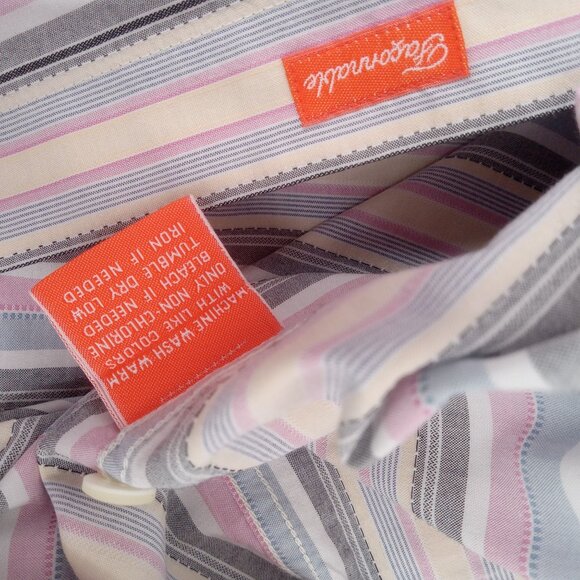 Façonnable
MACHINE WASH WARM
WITH LIKE COLORS
ONLY NON-CHLORINE
BLEACH IF NEEDED
TUMBLE DRY LOW
IRON IF NEEDED